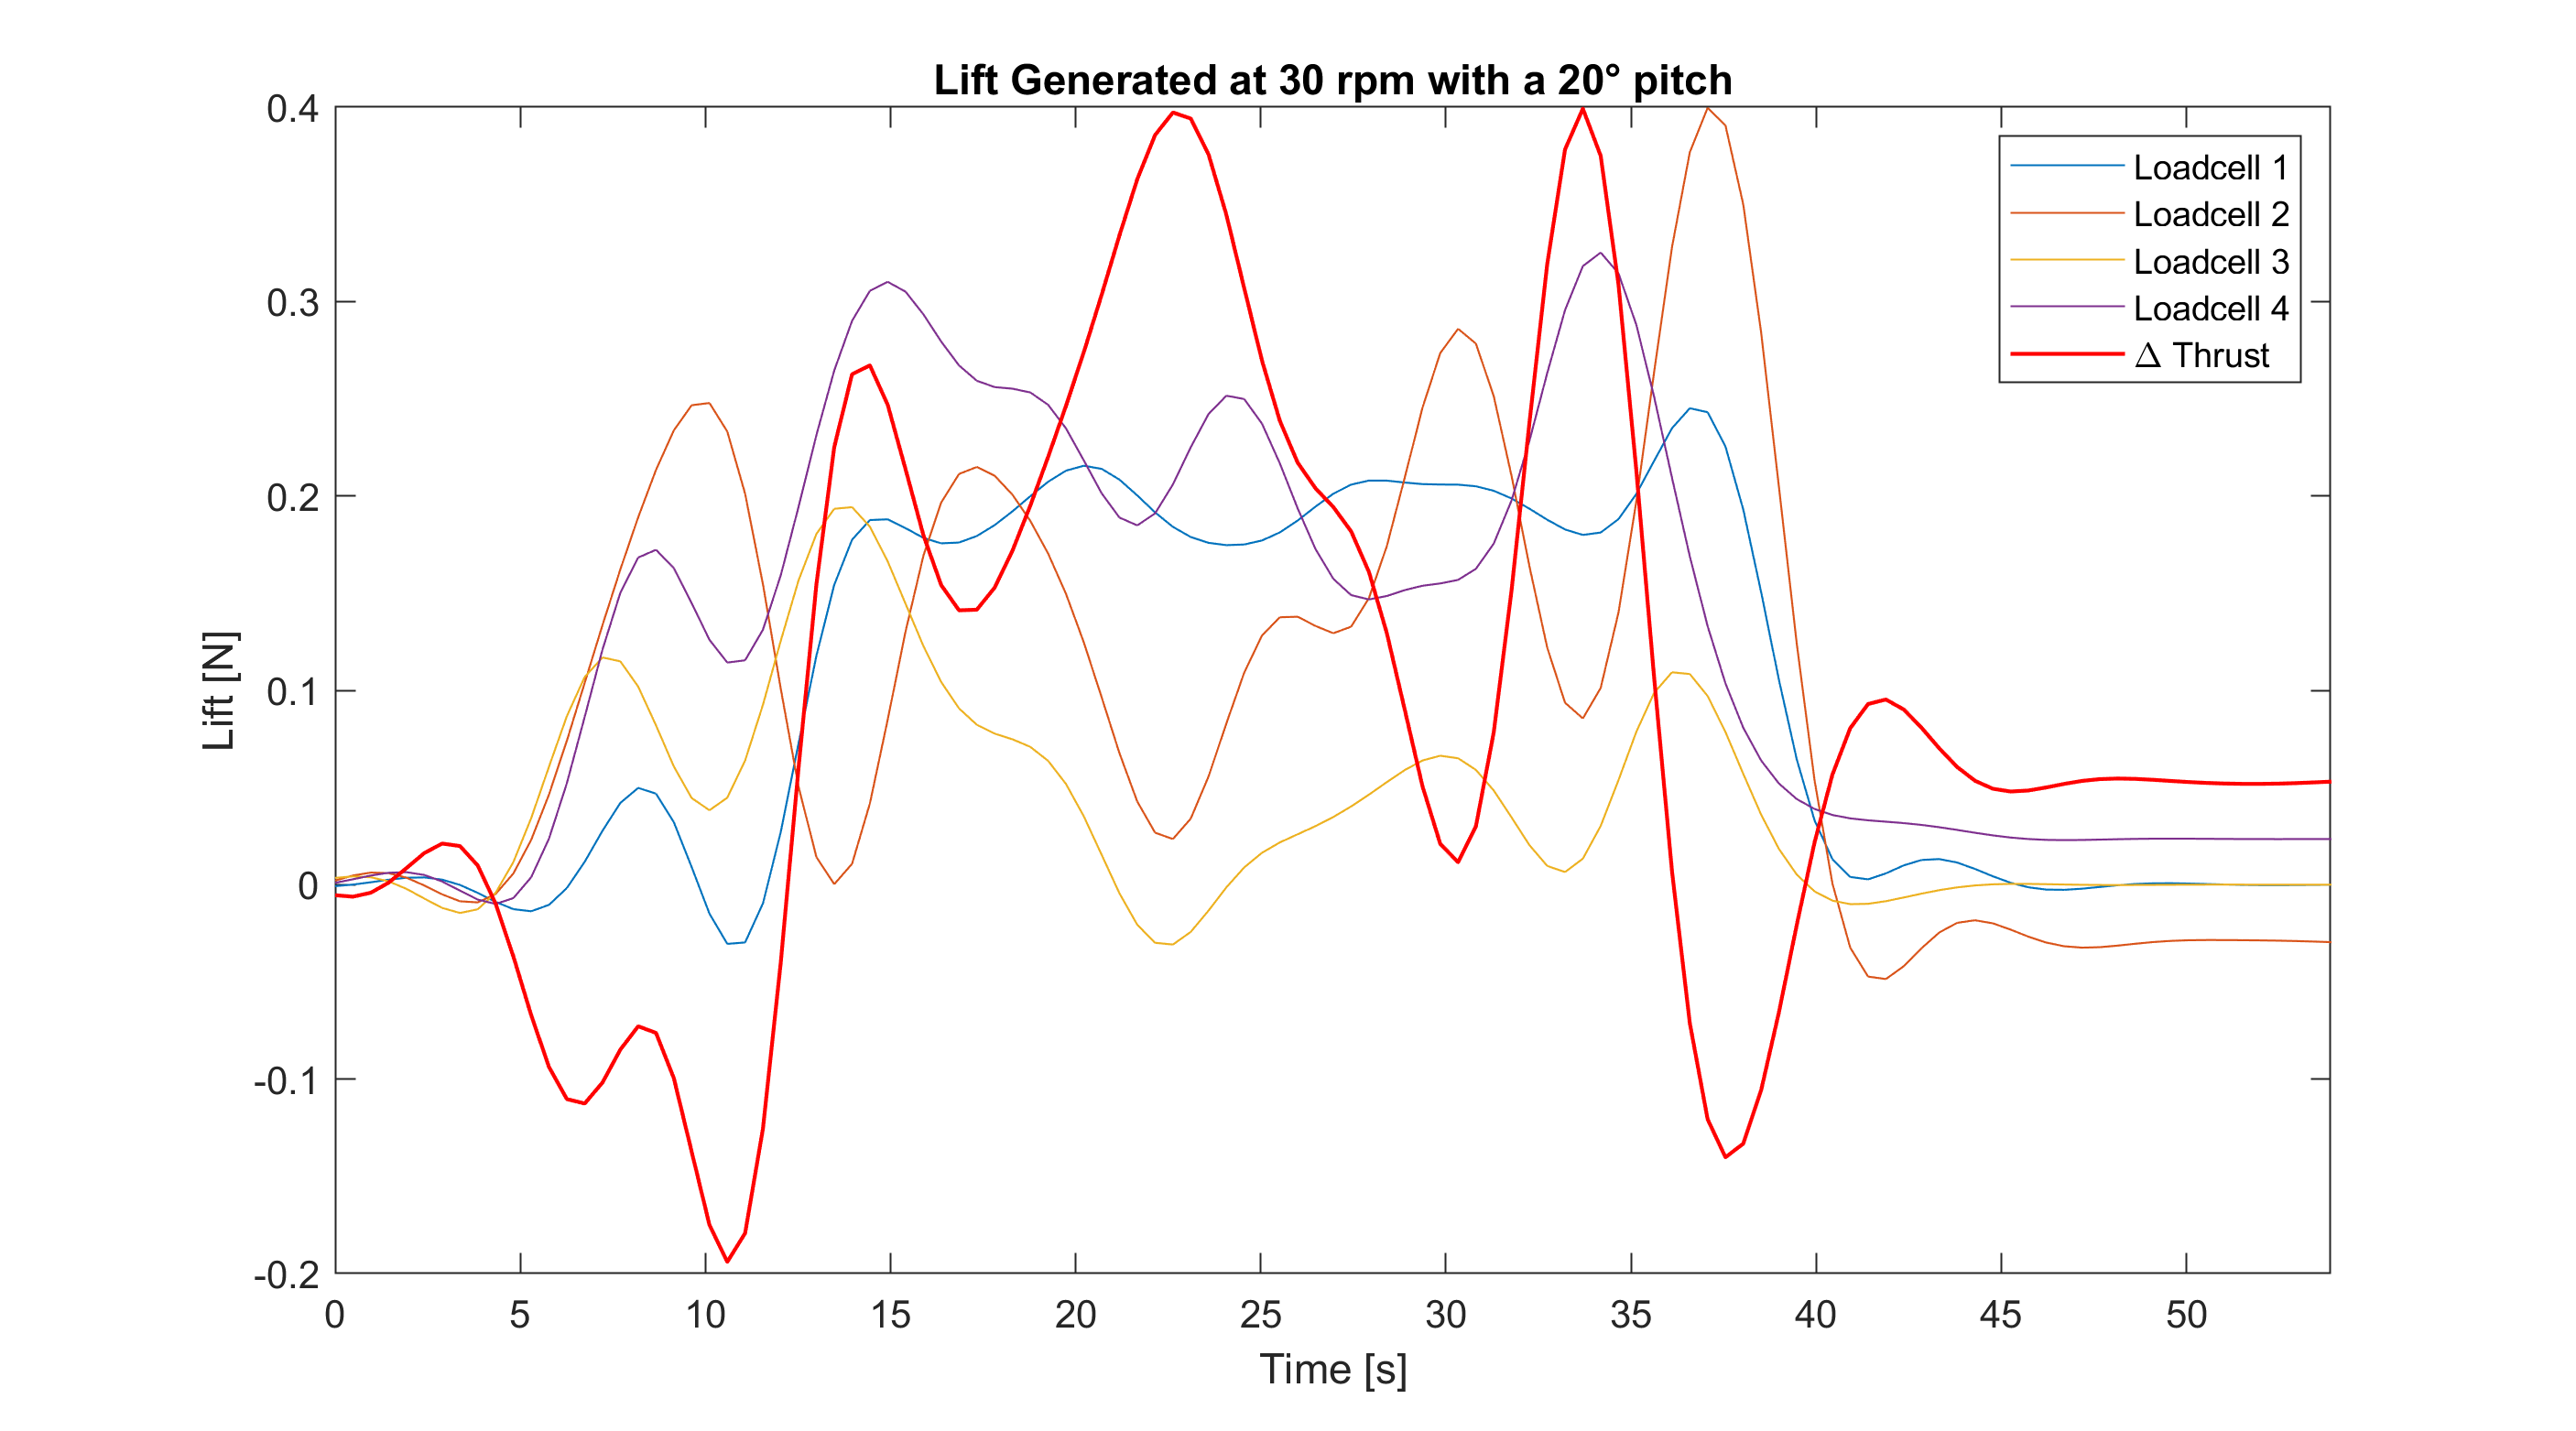 Lift Generated at 30 rpm with a 20° pitch
0.4
0.3
0.2
0.1
0
-0.1
-0.2
Lift [N]
Loadcell 1
Loadcell 2
Loadcell 3
Loadcell 4
Δ Thrust
0 5 10 15 20 25 30 35 40 45 50
Time [s]